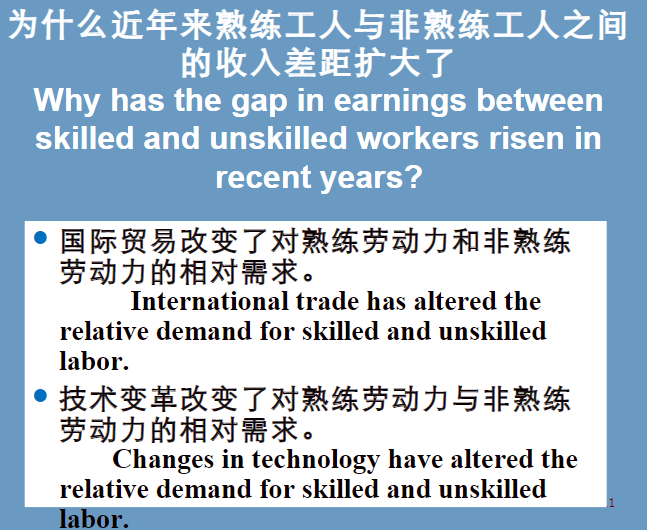 为什么近年来熟练工人与非熟练工人之间
的收入差距扩大了
Why has the gap in earnings between
skilled and unskilled workers risen in
recent years?
国际贸易改变了对熟练劳动力和非熟练
劳动力的相对需求。
International trade has altered the
relative demand for skilled and unskilled
labor.
技术变革改变了对熟练劳动力与非熟练
劳动力的相对需求。
Changes in technology have altered the
relative demand for skilled and unskilled
labor.
1